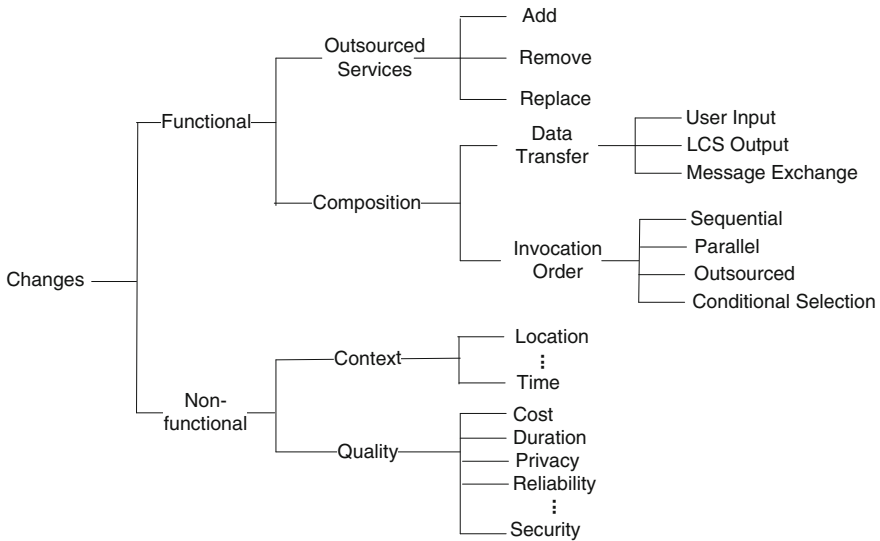 Changes
Functional
Outsourced
Services
Add
Remove
Replace
Composition
Data
Transfer
User Input
LCS Output
Message Exchange
Invocation
Order
Sequential
Parallel
Outsourced
Conditional Selection
Non-
functional
Context
Location
Time
Quality
Cost
Duration
Privacy
Reliability
Security